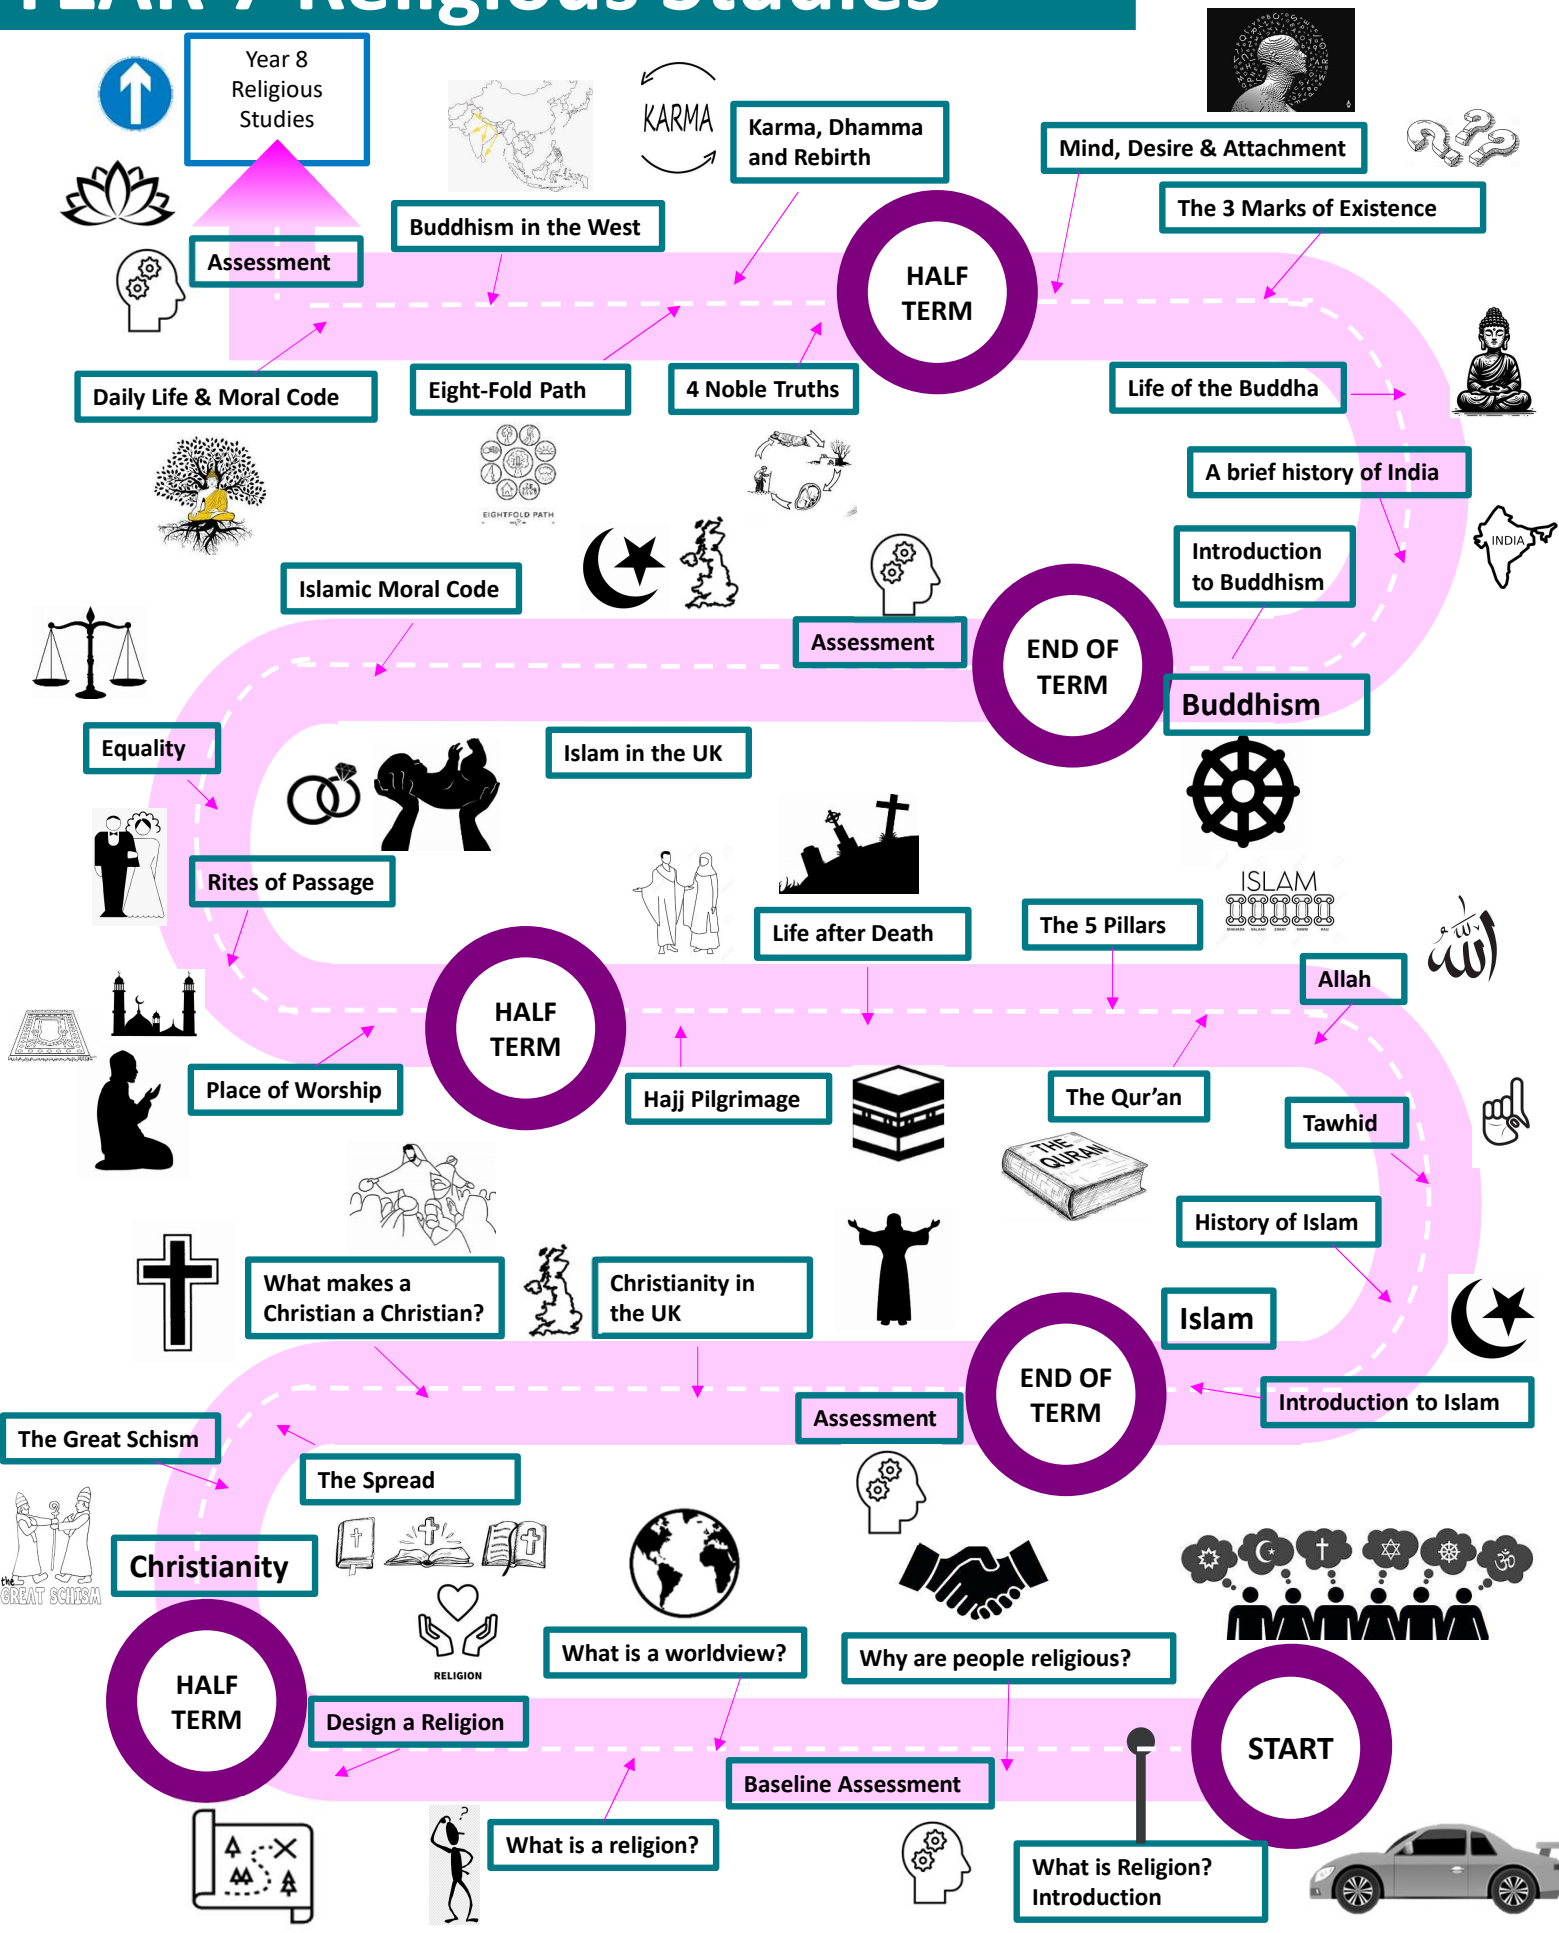 YEAR 7 Religious Studies
Year 8
Religious
Studies
KARMA
Karma, Dhamma
and Rebirth
Mind, Desire & Attachment
The 3 Marks of Existence
Buddhism in the West
Assessment
HALF
TERM
Daily Life & Moral Code
Eight-Fold Path
4 Noble Truths
Life of the Buddha
A brief history of India
EIGHTFOLD PATH
INDIA
Introduction
to Buddhism
Islamic Moral Code
Assessment
END OF
TERM
Buddhism
Equality
Islam in the UK
Rites of Passage
ISLAM
SHAHADA SALAAH ZAKAT SAWM HAJJ
Life after Death
The 5 Pillars
الله
Allah
HALF
TERM
Place of Worship
Hajj Pilgrimage
The Qur’an
Tawhid
THE
QURAN
History of Islam
What makes a
Christian a Christian?
Christianity in
the UK
Islam
END OF
TERM
Introduction to Islam
Assessment
The Great Schism
The Spread
Christianity
the
GREAT SCHISM
RELIGION
What is a worldview?
Why are people religious?
HALF
TERM
Design a Religion
START
Baseline Assessment
?
What is a religion?
What is Religion?
Introduction